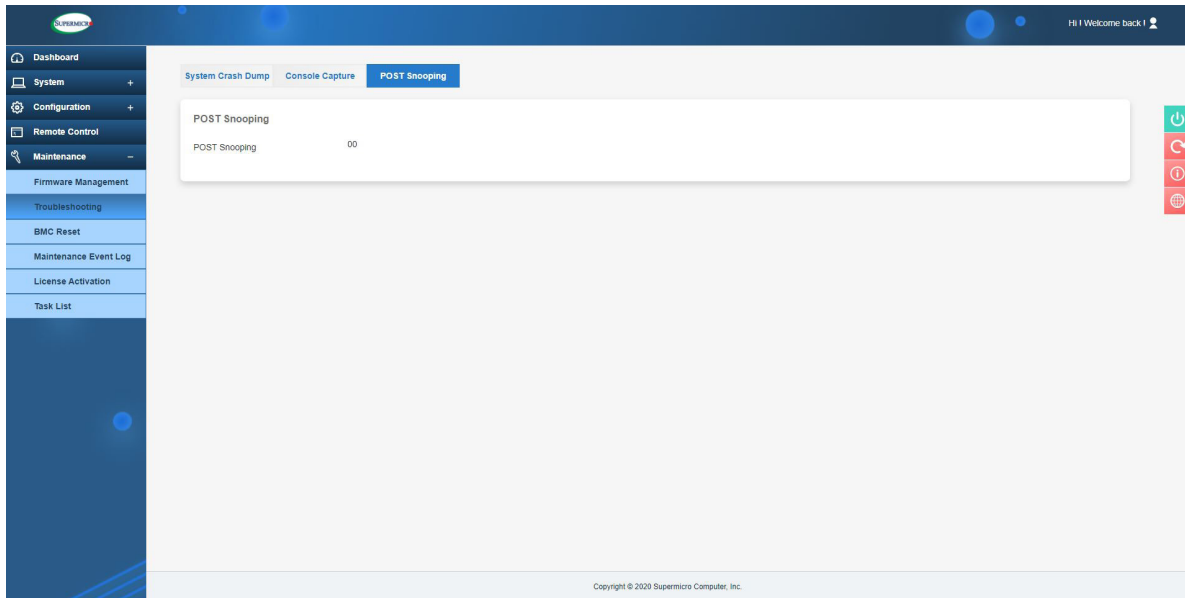 SUPERMICR
Hi ! Welcome back !
Dashboard
System +
Configuration +
Remote Control
Maintenance −
Firmware Management
Troubleshooting
BMC Reset
Maintenance Event Log
License Activation
Task List
System Crash Dump Console Capture POST Snooping
POST Snooping
POST Snooping 00
Copyright © 2020 Supermicro Computer, Inc.